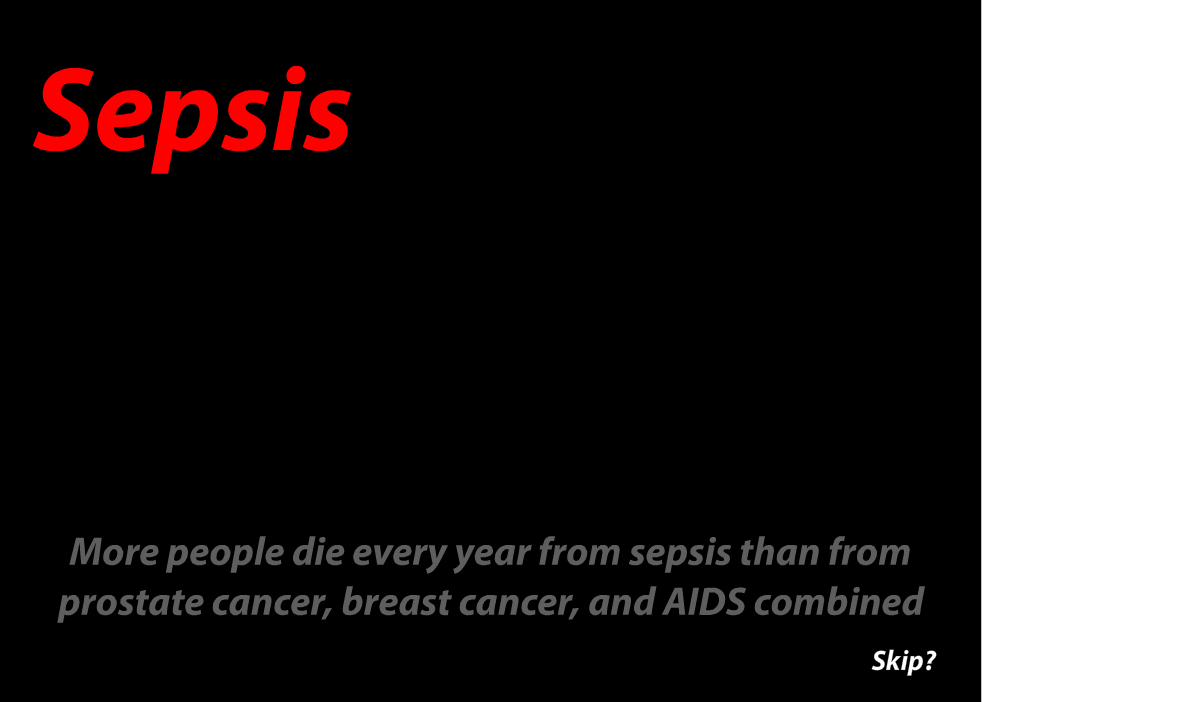 Sepsis
More people die every year from sepsis than from
prostate cancer, breast cancer, and AIDS combined
Skip?